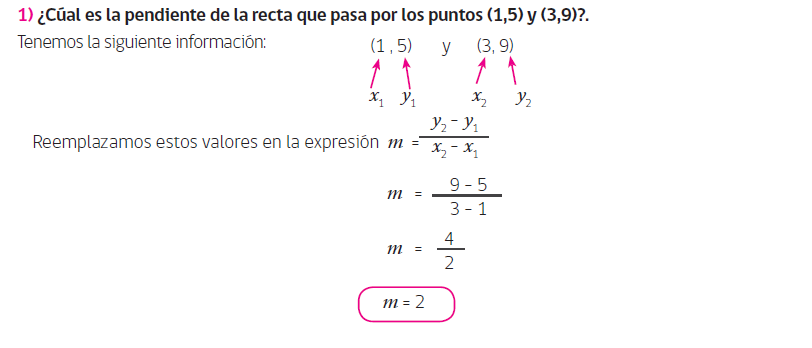 1) ¿Cúal es la pendiente de la recta que pasa por los puntos (1,5) y (3,9)?.
Tenemos la siguiente información: (1 , 5) y (3, 9)
x₁ y₁ x₂ y₂
Reemplazamos estos valores en la expresión m = (y₂ - y₁) / (x₂ - x₁)
m = (9 - 5) / (3 - 1)
m = 4 / 2
m = 2